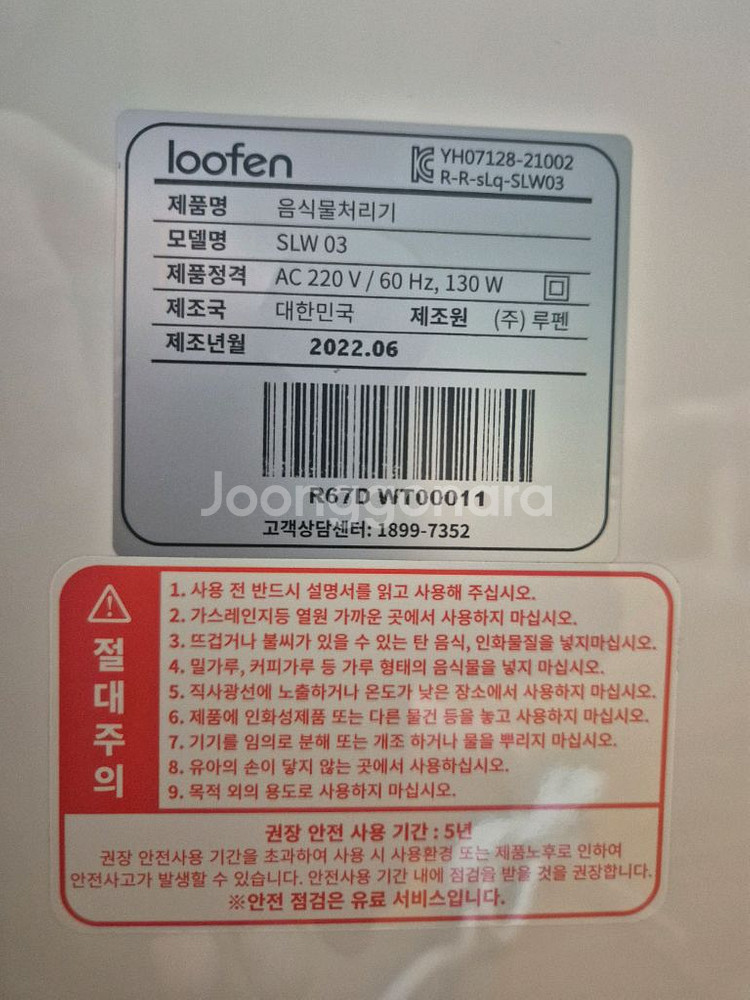 loofen
YH07128-21002
R-R-sLq-SLW03
제품명 음식물처리기
모델명 SLW 03
제품정격 AC 220 V / 60 Hz, 130 W
제조국 대한민국 제조원 (주) 루펜
제조년월 2022.06
R67D WT00011
Joonggonara
고객상담센터: 1899-7352
절대주의
1. 사용 전 반드시 설명서를 읽고 사용해 주십시오.
2. 가스레인지등 열원 가까운 곳에서 사용하지 마십시오.
3. 뜨겁거나 불씨가 있을 수 있는 탄 음식, 인화물질을 넣지마십시오.
4. 밀가루, 커피가루 등 가루 형태의 음식물을 넣지 마십시오.
5. 직사광선에 노출하거나 온도가 낮은 장소에서 사용하지 마십시오.
6. 제품에 인화성제품 또는 다른 물건 등을 놓고 사용하지 마십시오.
7. 기기를 임의로 분해 또는 개조 하거나 물을 뿌리지 마십시오.
8. 유아의 손이 닿지 않는 곳에서 사용하십시오.
9. 목적 외의 용도로 사용하지 마십시오.
권장 안전 사용 기간 : 5년
권장 안전사용 기간을 초과하여 사용 시 사용환경 또는 제품노후로 인하여
안전사고가 발생할 수 있습니다. 안전사용 기간 내에 점검을 받을 것을 권장합니다.
※안전 점검은 유료 서비스입니다.